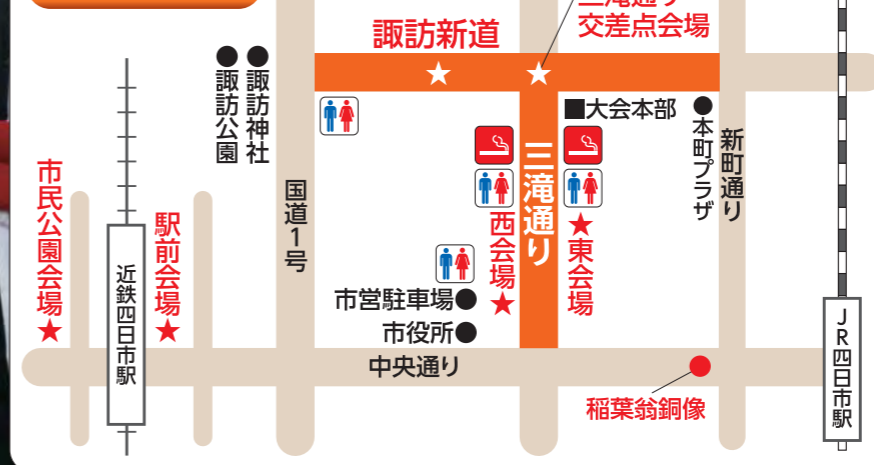 三滝通り
交差点会場
諏訪新道
諏訪神社
諏訪公園
■大会本部
本町プラザ
新町通り
三滝通り
国道1号
市民公園会場★
駅前会場★
近鉄四日市駅
西会場★
★東会場
市営駐車場●
市役所●
中央通り
稲葉翁銅像
JR四日市駅